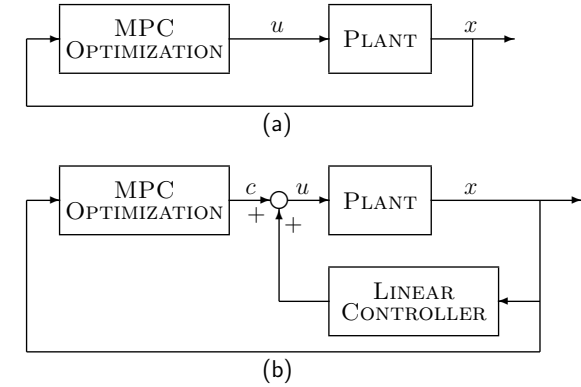 MPC
OPTIMIZATION
u
PLANT
x
(a)
MPC
OPTIMIZATION
c
+
u
+
PLANT
x
LINEAR
CONTROLLER
(b)